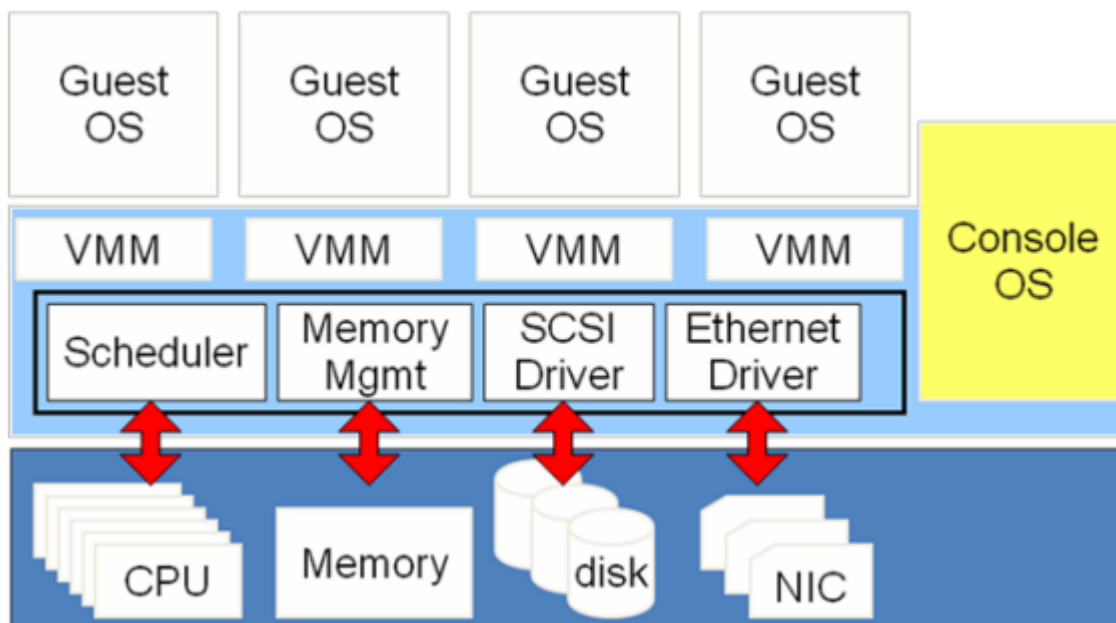 Guest
OS
Guest
OS
Guest
OS
Guest
OS
VMM
VMM
VMM
VMM
Console
OS
Scheduler
Memory
Mgmt
SCSI
Driver
Ethernet
Driver
CPU
Memory
disk
NIC